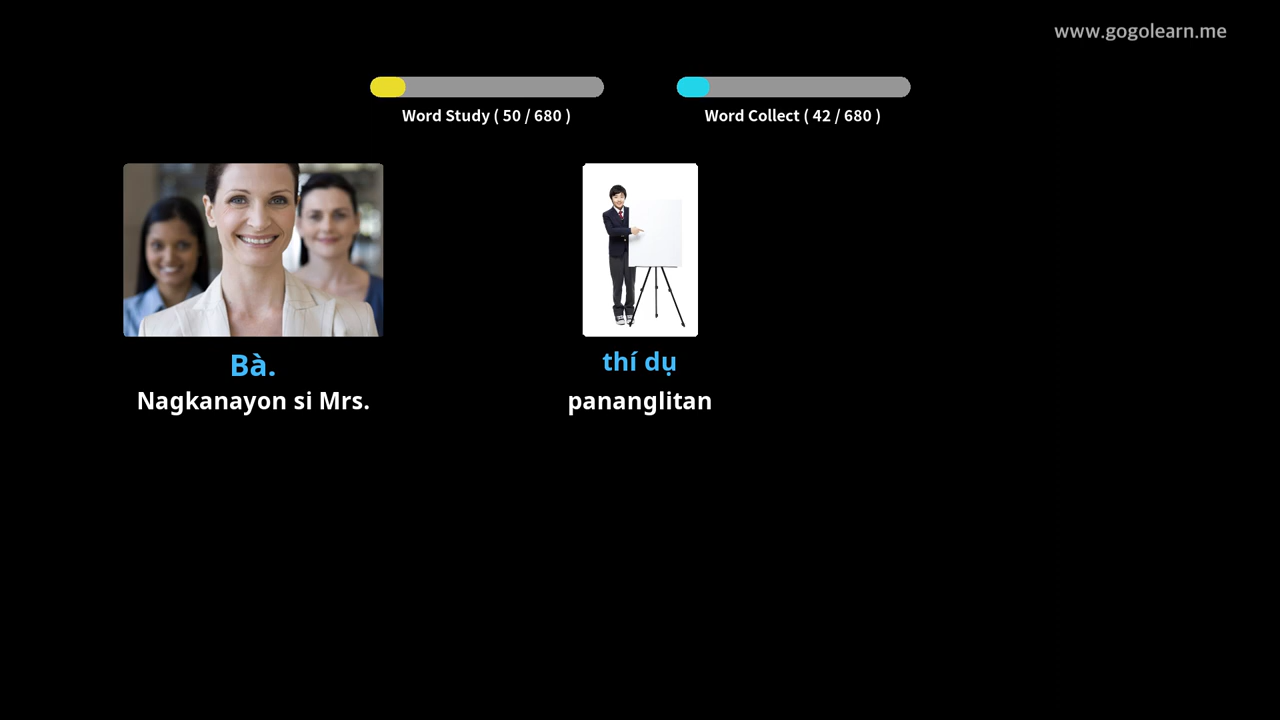 www.gogolearn.me
Word Study ( 50 / 680 )
Word Collect ( 42 / 680 )
Bà.
Nagkanayon si Mrs.
thí dụ
pananglitan